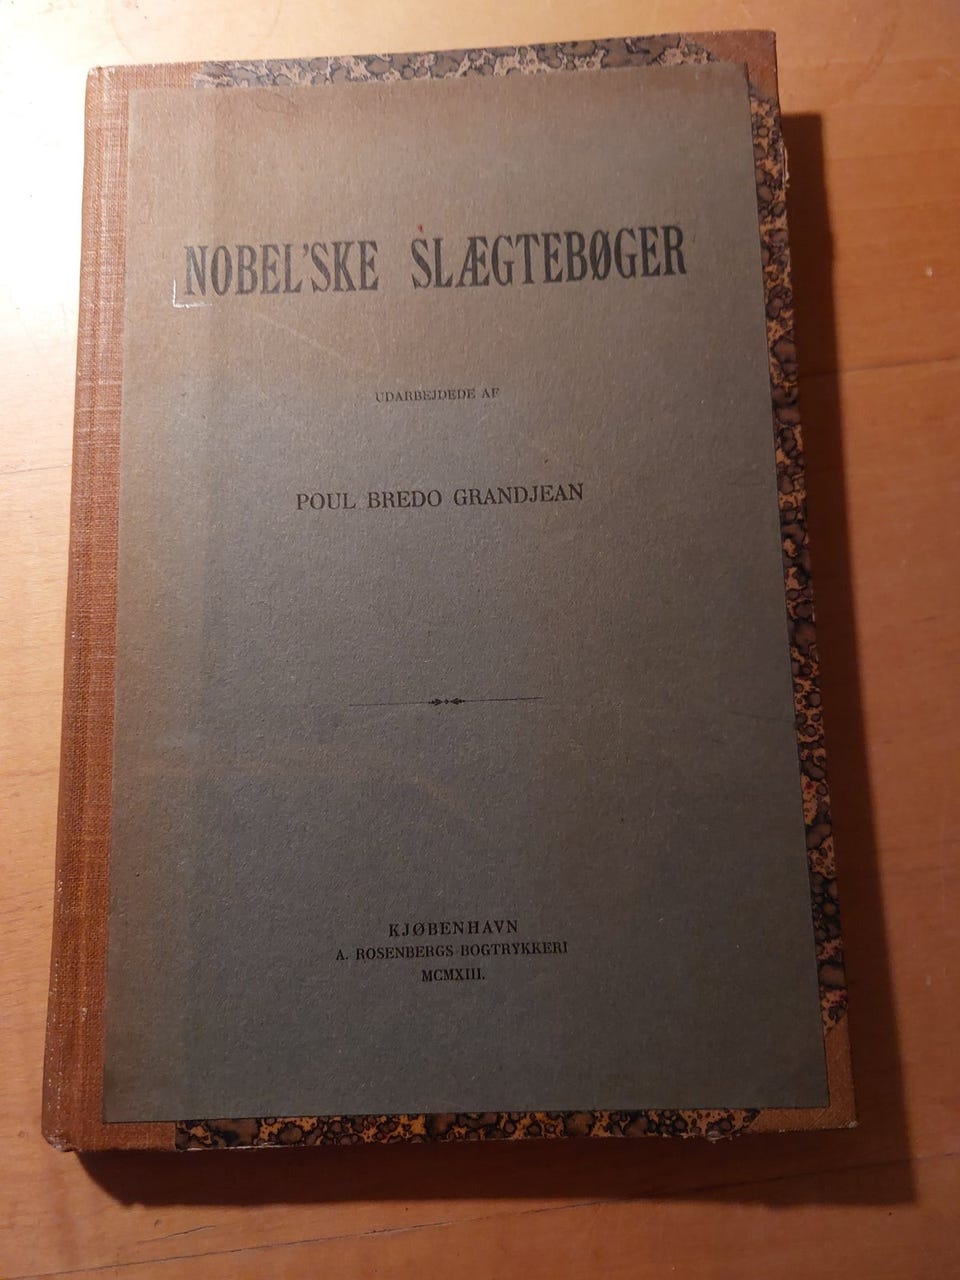 NOBEL'SKE SLÆGTEBØGER
UDARBEJDEDE AF
POUL BREDO GRANDJEAN
KJØBENHAVN
A. ROSENBERGS BOGTRYKKERI
MCMXIII.